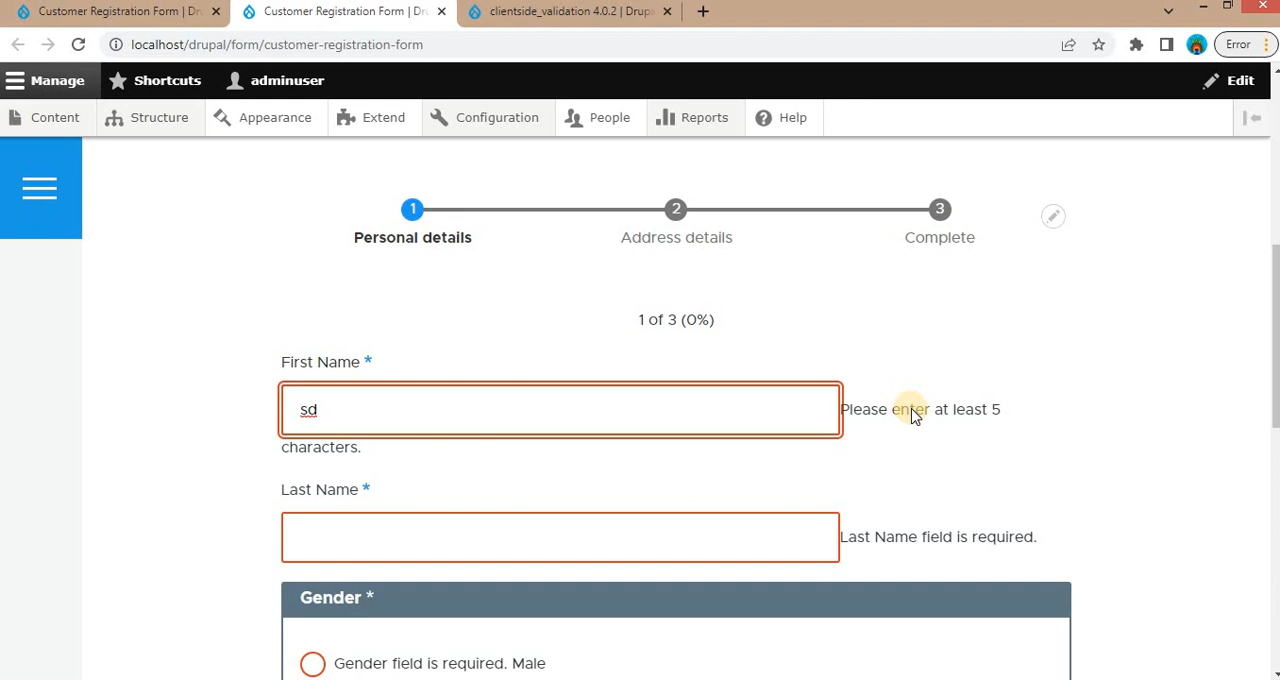 Customer Registration Form | Dr
Customer Registration Form | Dr
clientside_validation 4.0.2 | Drupa
localhost/drupal/form/customer-registration-form
Error
Manage
Shortcuts
adminuser
Edit
Content
Structure
Appearance
Extend
Configuration
People
Reports
Help
1
2
3
Personal details
Address details
Complete
1 of 3 (0%)
First Name *
sd
Please enter at least 5
characters.
Last Name *
Last Name field is required.
Gender *
Gender field is required. Male